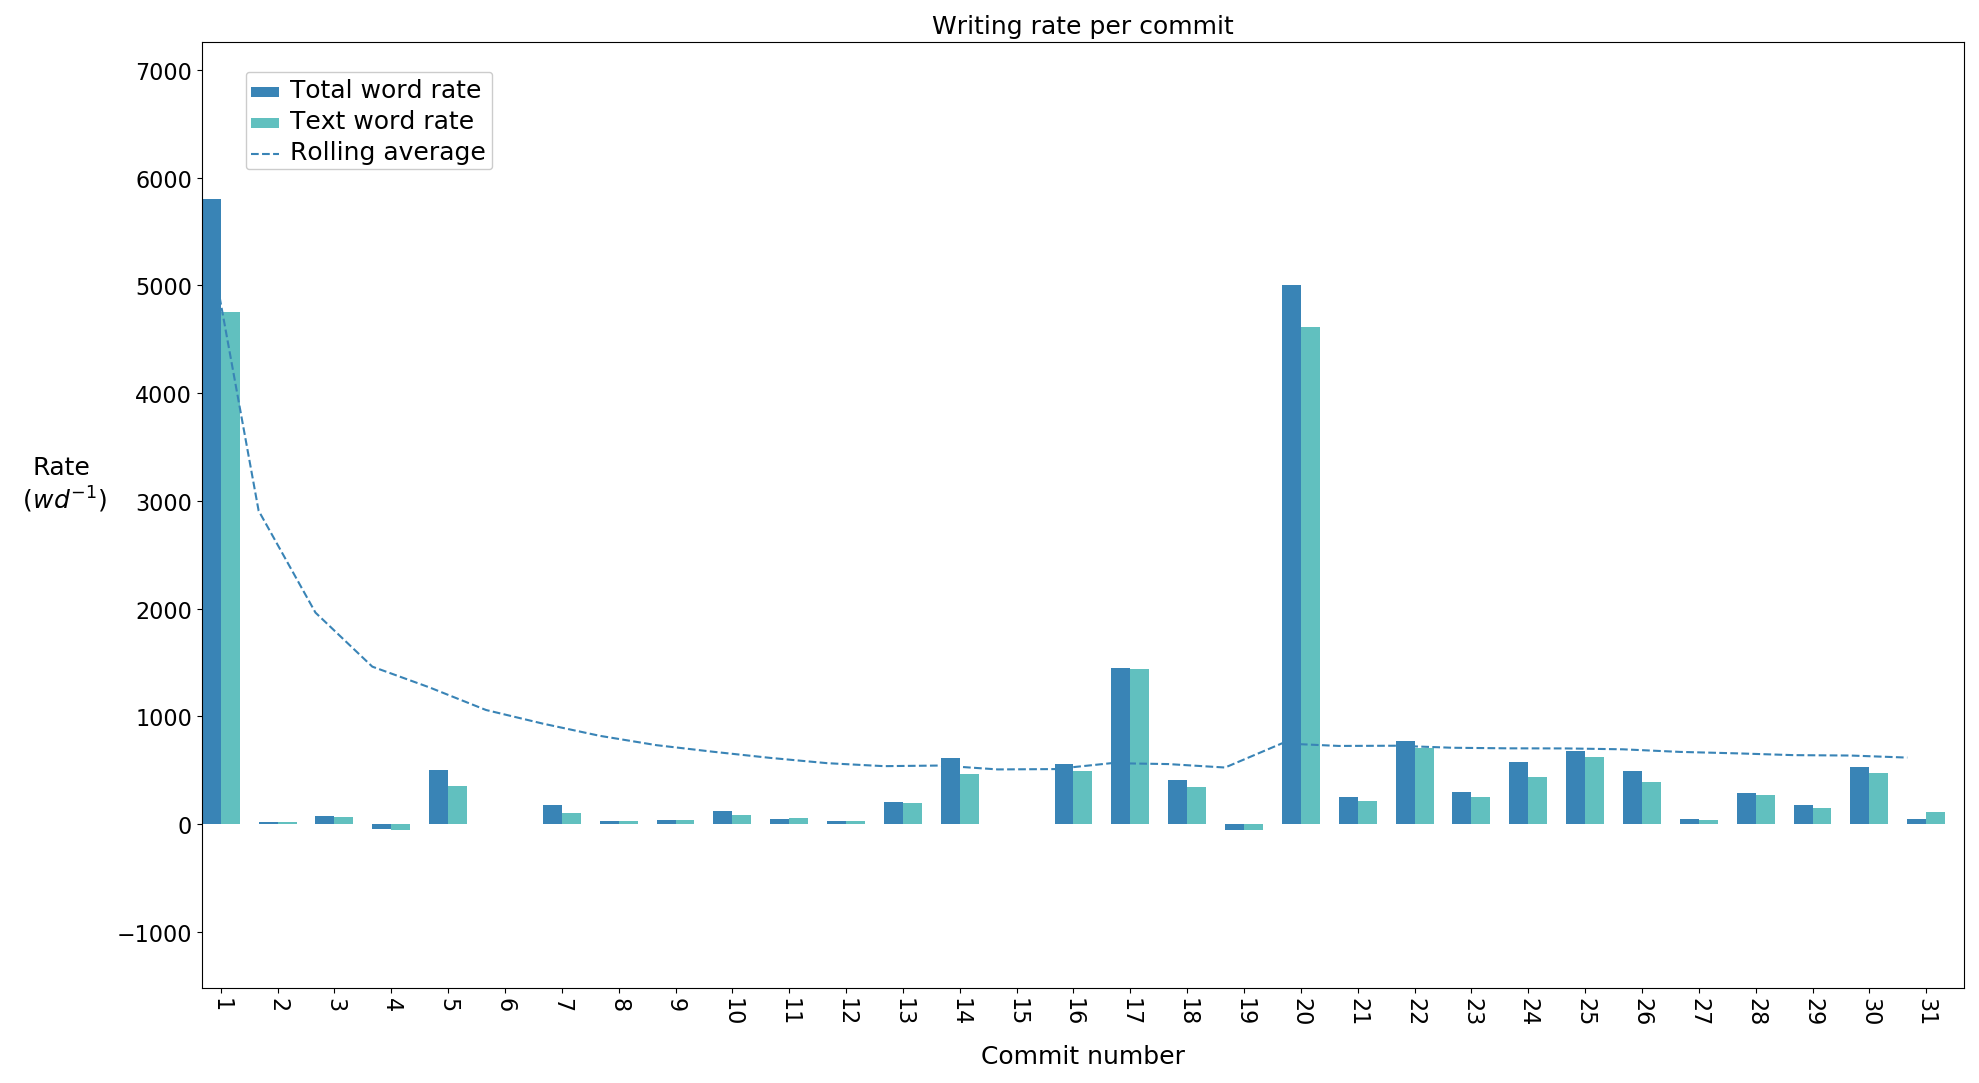 Writing rate per commit
7000
6000
5000
4000
3000
2000
1000
0
−1000
Total word rate
Text word rate
Rolling average
Rate
(wd⁻¹)
1 2 3 4 5 6 7 8 9 10 11 12 13 14 15 16 17 18 19 20 21 22 23 24 25 26 27 28 29 30 31
Commit number